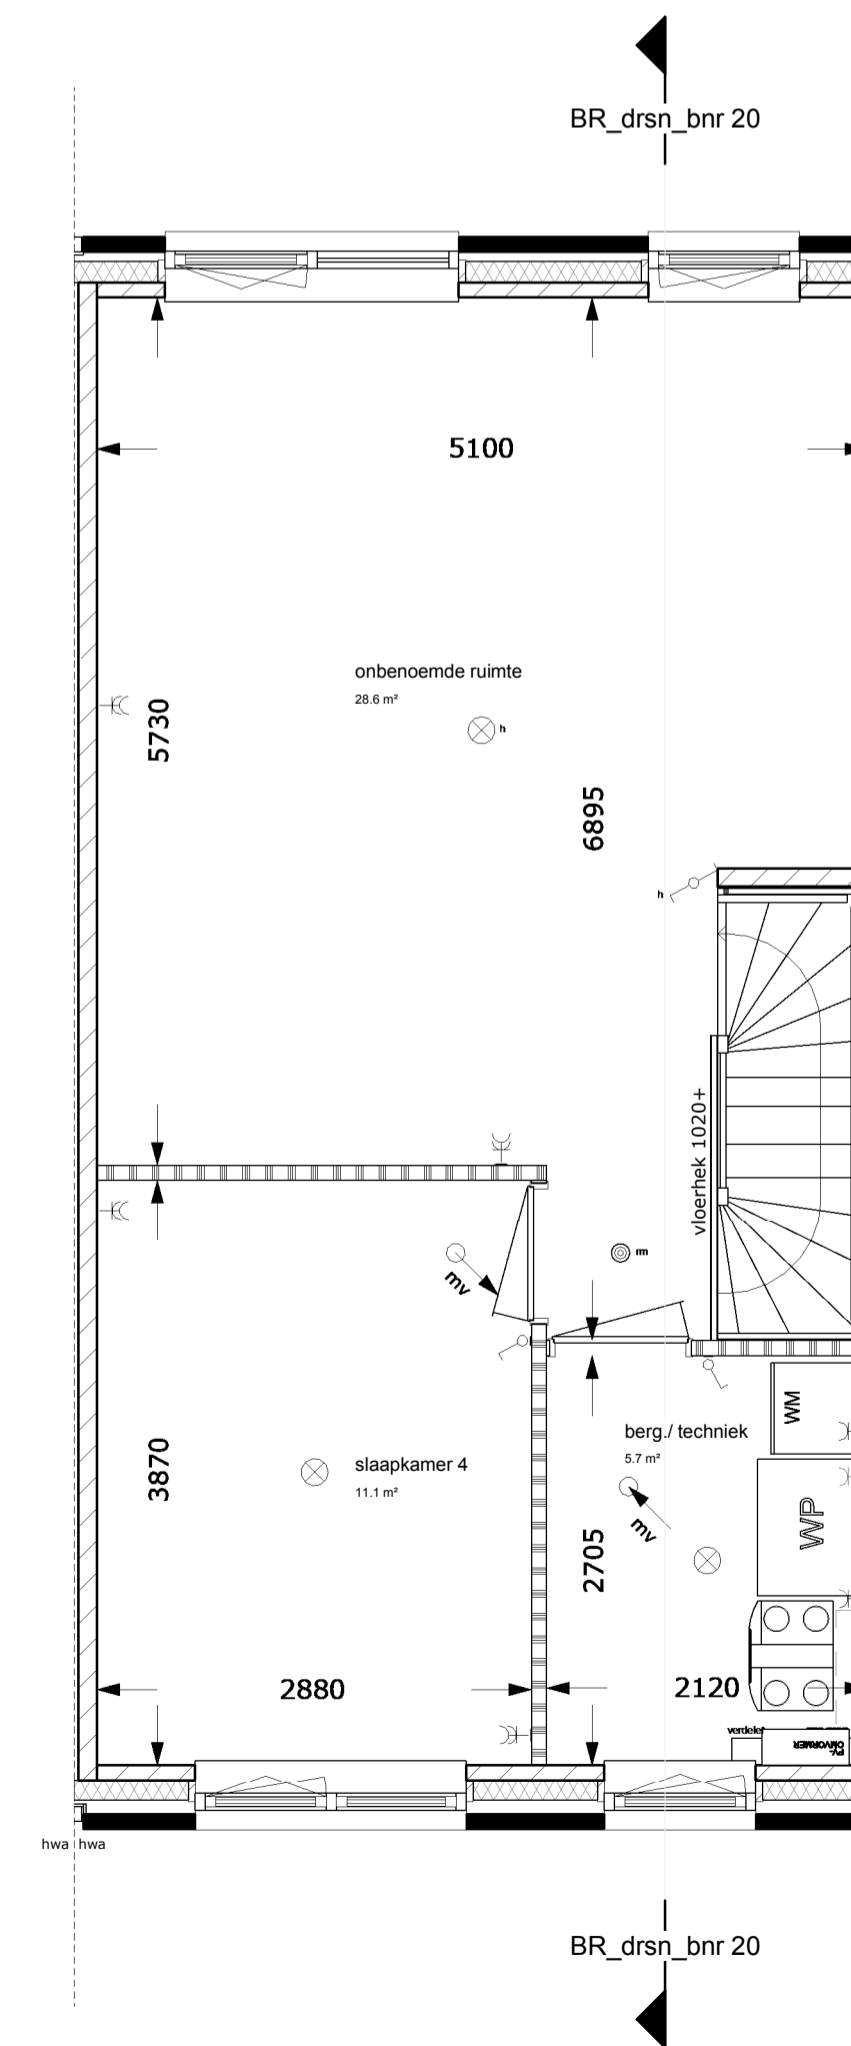 BR_drsn_bnr 20
5100
onbenoemde ruimte
28.6 m²
h
5730
6895
h
vloerhek 1020+
mv
rm
WM
berg./ techniek
5.7 m²
slaapkamer 4
11.1 m²
3870
WP
mv
2705
2880
2120
PV-
OMVORMER
hwa hwa
BR_drsn_bnr 20